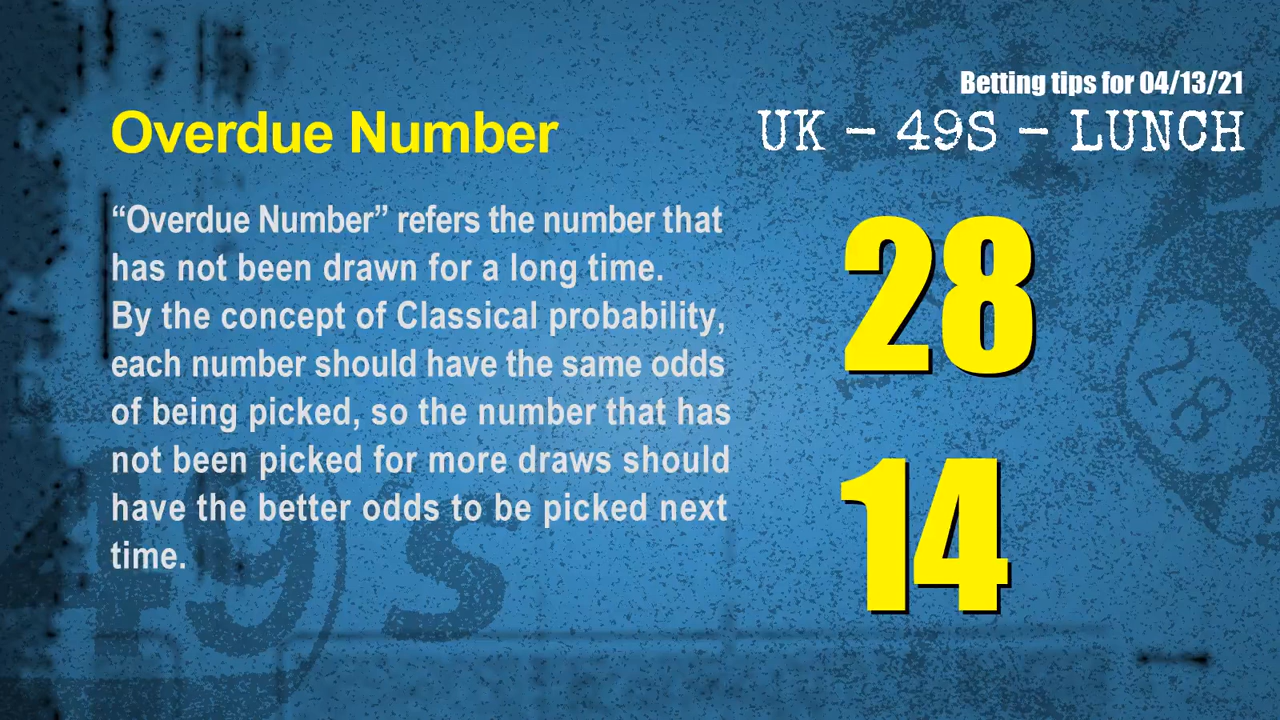 Betting tips for 04/13/21
UK - 49S - LUNCH
Overdue Number
“Overdue Number” refers the number that
has not been drawn for a long time.
By the concept of Classical probability,
each number should have the same odds
of being picked, so the number that has
not been picked for more draws should
have the better odds to be picked next
time.
28
14
28
49's